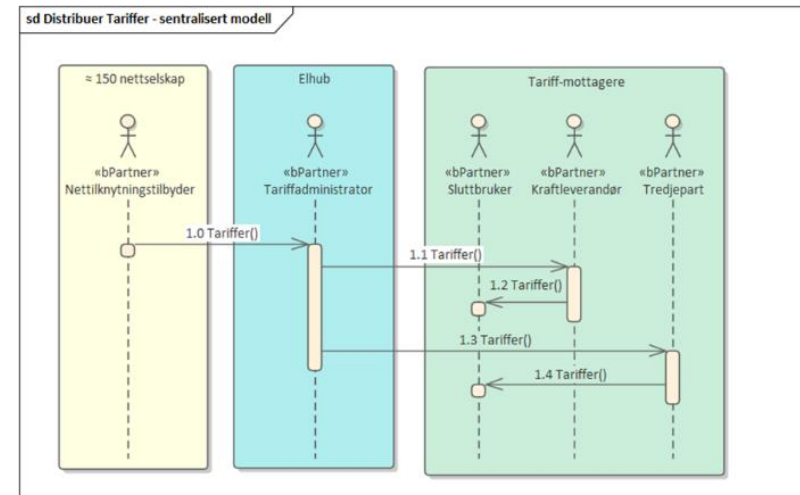 sd Distribuer Tariffer - sentralisert modell
≈ 150 nettselskap
Elhub
Tariff-mottagere
«bPartner»
Nettilknytningstilbyder
«bPartner»
Tariffadministrator
«bPartner»
Sluttbruker
«bPartner»
Kraftleverandør
«bPartner»
Tredjepart
1.0 Tariffer()
1.1 Tariffer()
1.2 Tariffer()
1.3 Tariffer()
1.4 Tariffer()